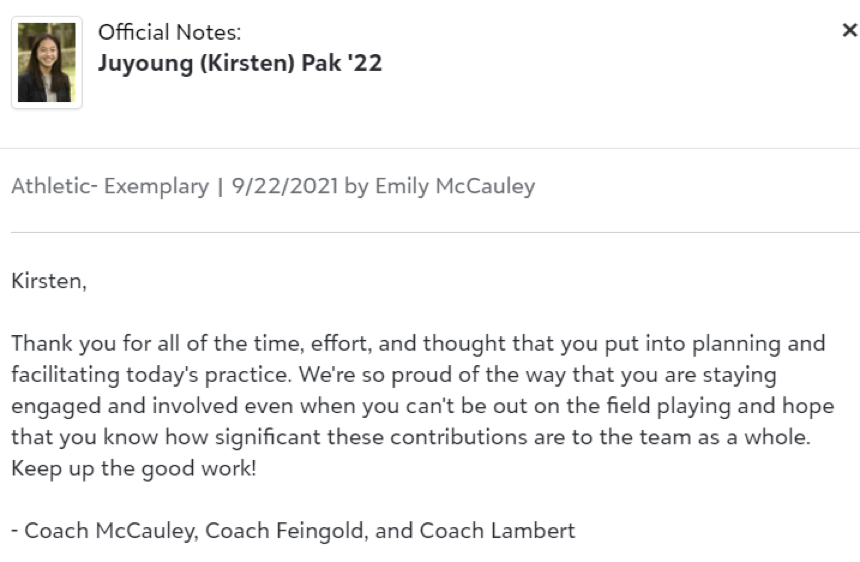 Official Notes:
Juyoung (Kirsten) Pak '22
Athletic- Exemplary | 9/22/2021 by Emily McCauley
Kirsten,
Thank you for all of the time, effort, and thought that you put into planning and
facilitating today's practice. We're so proud of the way that you are staying
engaged and involved even when you can't be out on the field playing and hope
that you know how significant these contributions are to the team as a whole.
Keep up the good work!
- Coach McCauley, Coach Feingold, and Coach Lambert